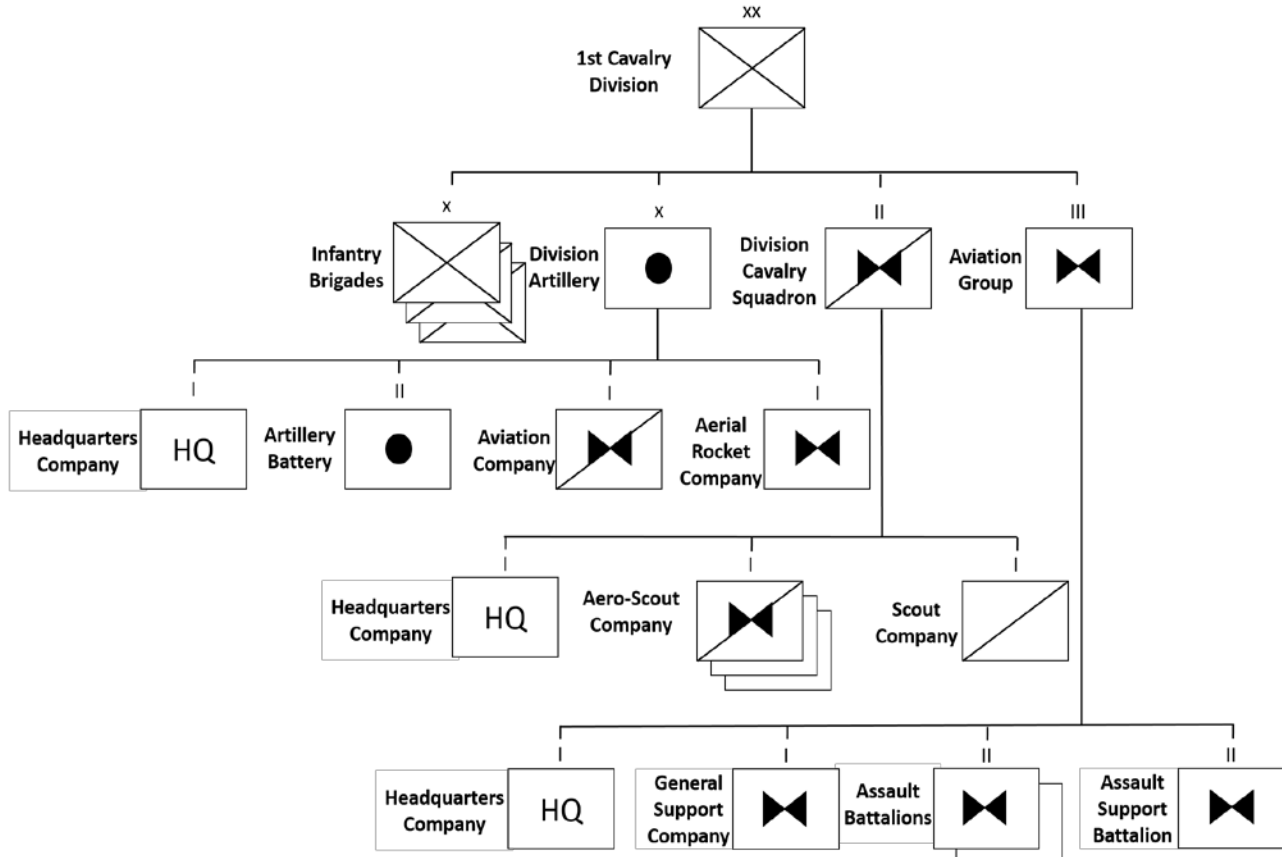 XX
1st Cavalry
Division
X
X
II
III
Infantry
Brigades
Division
Artillery
Division
Cavalry
Squadron
Aviation
Group
I
II
I
I
Headquarters
Company
HQ
Artillery
Battery
Aviation
Company
Aerial
Rocket
Company
I
I
I
Headquarters
Company
HQ
Aero-Scout
Company
Scout
Company
I
I
II
II
Headquarters
Company
HQ
General
Support
Company
Assault
Battalions
Assault
Support
Battalion